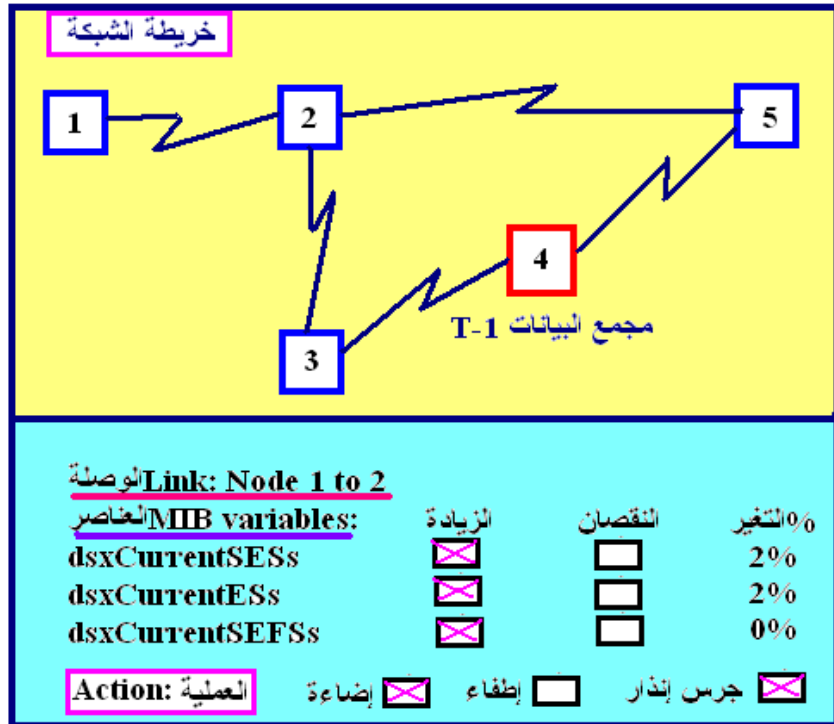 خريطة الشبكة
1
2
5
4
مجمع البيانات T-1
3
الوصلة Link: Node 1 to 2
العناصر MIB variables: الزيادة النقصان التغير%
dsxCurrentSESs 2%
dsxCurrentESs 2%
dsxCurrentSEFSs 0%
Action: العملية إضاءة إطفاء جرس إنذار